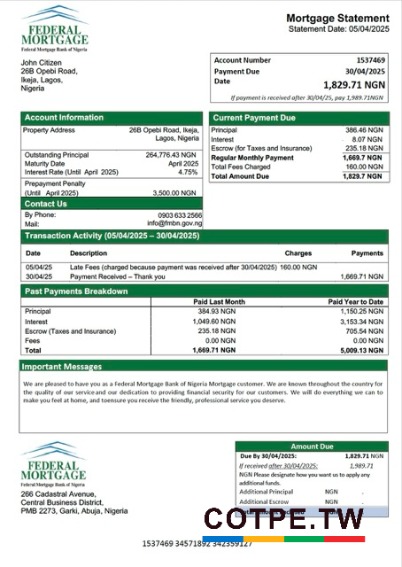 FEDERAL
MORTGAGE
Federal Mortgage Bank of Nigeria
Mortgage Statement
Statement Date: 05/04/2025
John Citizen
26B Opebi Road,
Ikeja, Lagos,
Nigeria
Account Number 1537469
Payment Due 30/04/2025
Date 1,829.71 NGN
If payment is received after 30/04/25, pay 1,989.71NGN
Account Information
Property Address 26B Opebi Road, Ikeja,
Lagos, Nigeria
Outstanding Principal 264,776.43 NGN
Maturity Date April 2025
Interest Rate (Until April 2025) 4.75%
Prepayment Penalty
(Until April 2025) 3,500.00 NGN
Contact Us
By Phone: 0903 633 2566
Mail: info@fmbn.gov.ng
Current Payment Due
Principal 386.46 NGN
Interest 8.07 NGN
Escrow (for Taxes and Insurance) 235.18 NGN
Regular Monthly Payment 1,669.7 NGN
Total Fees Charged 160.00 NGN
Total Amount Due 1,829.7 NGN
Transaction Activity (05/04/2025 – 30/04/2025)
Date Description Charges Payments
05/04/25 Late Fees (charged because payment was received after 30/04/2025) 160.00 NGN
30/04/25 Payment Received – Thank you 1,669.71 NGN
Past Payments Breakdown
Paid Last Month Paid Year to Date
Principal 384.93 NGN 1,150.25 NGN
Interest 1,049.60 NGN 3,153.34 NGN
Escrow (Taxes and Insurance) 235.18 NGN 705.54 NGN
Fees 0.00 NGN 0.00 NGN
Total 1,669.71 NGN 5,009.13 NGN
Important Messages
We are pleased to have you as a Federal Mortgage Bank of Nigeria Mortgage customer. We are known throughout the country for
the quality of our service and our dedication to providing financial security for our customers. We will do everything we can to
make you feel at home, and toensure you receive the friendly, professional service you deserve.
FEDERAL
MORTGAGE
Federal Mortgage Bank of Nigeria
266 Cadastral Avenue,
Central Business District,
PMB 2273, Garki, Abuja, Nigeria
Amount Due
Due By 30/04/2025: 1,829.71 NGN
If received after 30/04/2025: 1,989.71
NGN Please designate how you want us to apply any
additional funds.
Additional Principal NGN -
Additional Escrow NGN -
COTPE.TW
1537469 34571892 342359127